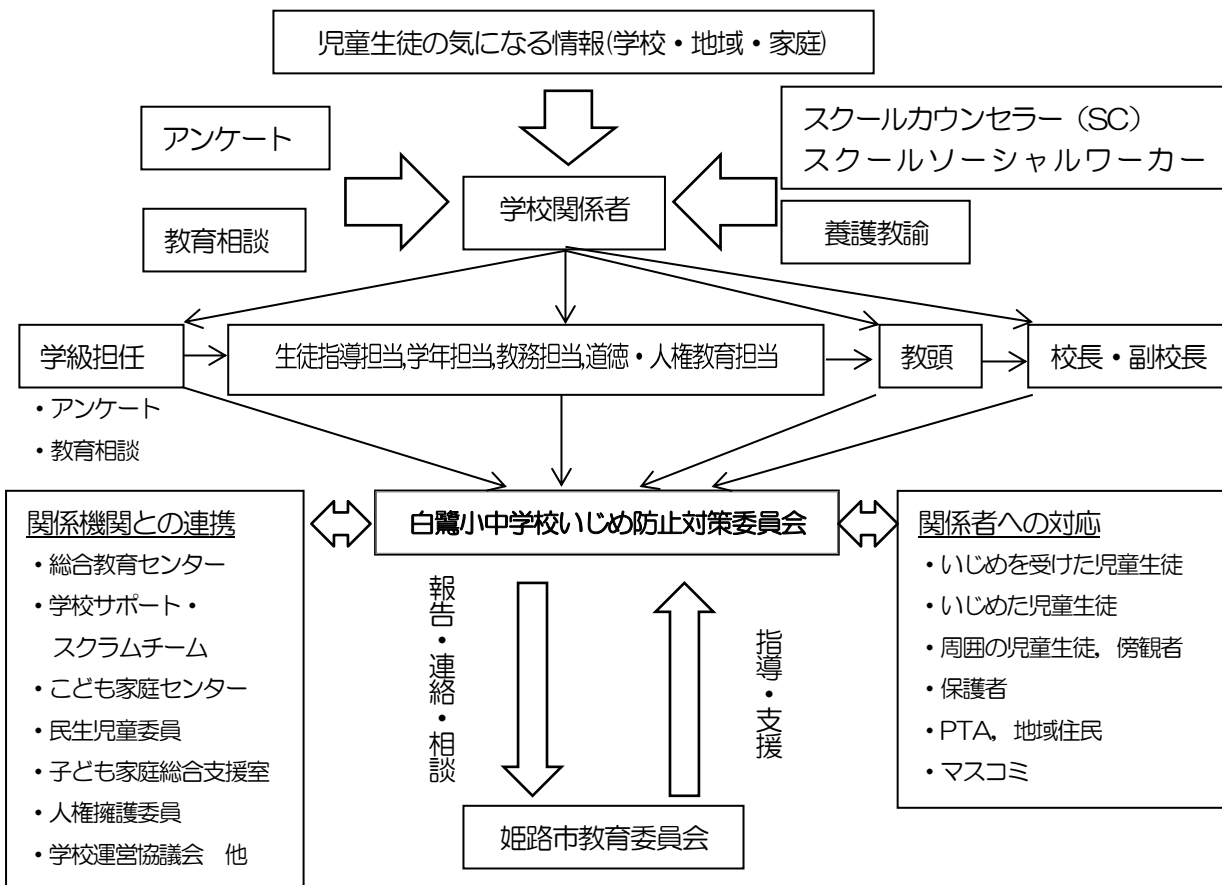 児童生徒の気になる情報(学校・地域・家庭)
アンケート
スクールカウンセラー（SC）
スクールソーシャルワーカー
学校関係者
教育相談
養護教諭
学級担任
生徒指導担当,学年担当,教務担当,道徳・人権教育担当
教頭
校長・副校長
・アンケート
・教育相談
白鷺小中学校いじめ防止対策委員会
関係機関との連携
・総合教育センター
・学校サポート・
スクラムチーム
・こども家庭センター
・民生児童委員
・子ども家庭総合支援室
・人権擁護委員
・学校運営協議会　他
報告・連絡・相談
指導・支援
姫路市教育委員会
関係者への対応
・いじめを受けた児童生徒
・いじめた児童生徒
・周囲の児童生徒，傍観者
・保護者
・PTA，地域住民
・マスコミ